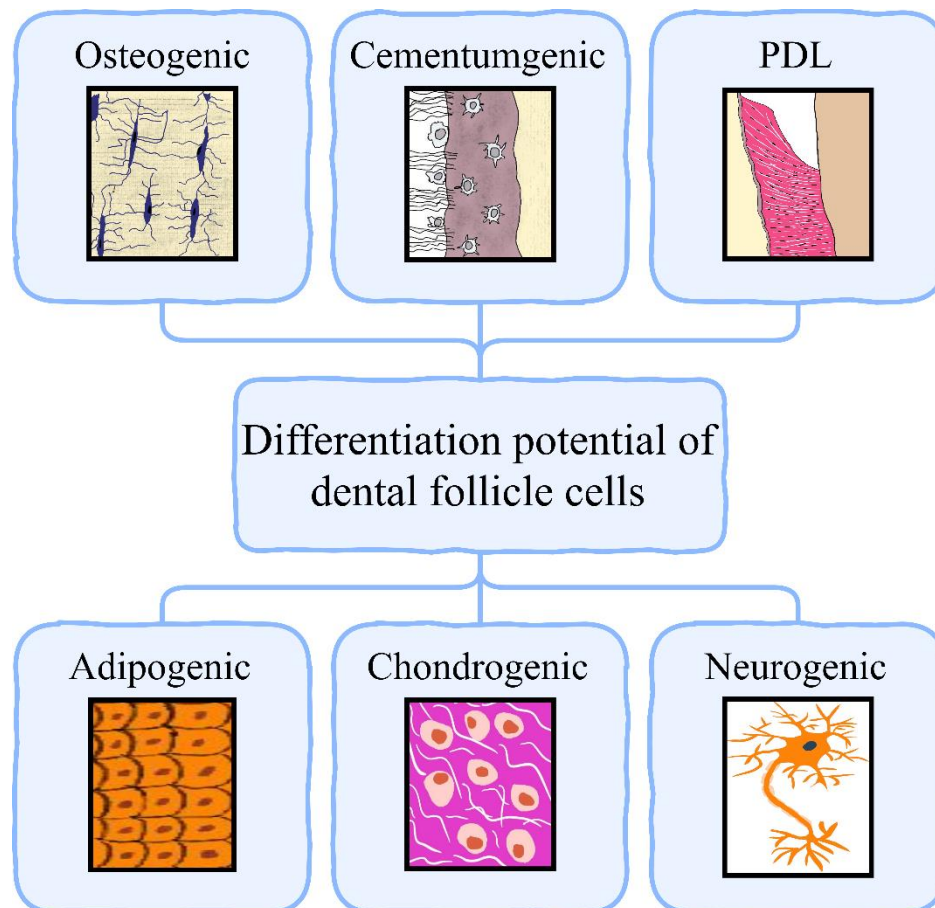 Osteogenic
Cementumgenic
PDL
Differentiation potential of
dental follicle cells
Adipogenic
Chondrogenic
Neurogenic